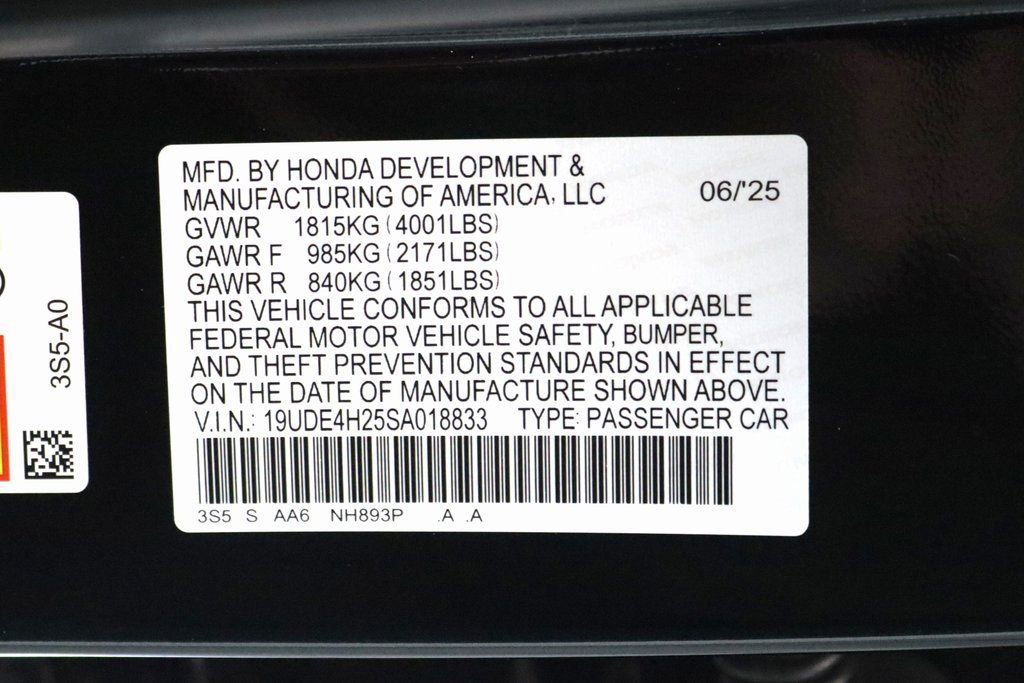 MFD. BY HONDA DEVELOPMENT &
MANUFACTURING OF AMERICA, LLC 06/'25
GVWR 1815KG (4001LBS)
GAWR F 985KG (2171LBS)
GAWR R 840KG (1851LBS)
THIS VEHICLE CONFORMS TO ALL APPLICABLE
FEDERAL MOTOR VEHICLE SAFETY, BUMPER,
AND THEFT PREVENTION STANDARDS IN EFFECT
ON THE DATE OF MANUFACTURE SHOWN ABOVE.
V.I.N.: 19UDE4H25SA018833 TYPE: PASSENGER CAR
3S5 S AA6 NH893P .A .A
3S5-A0